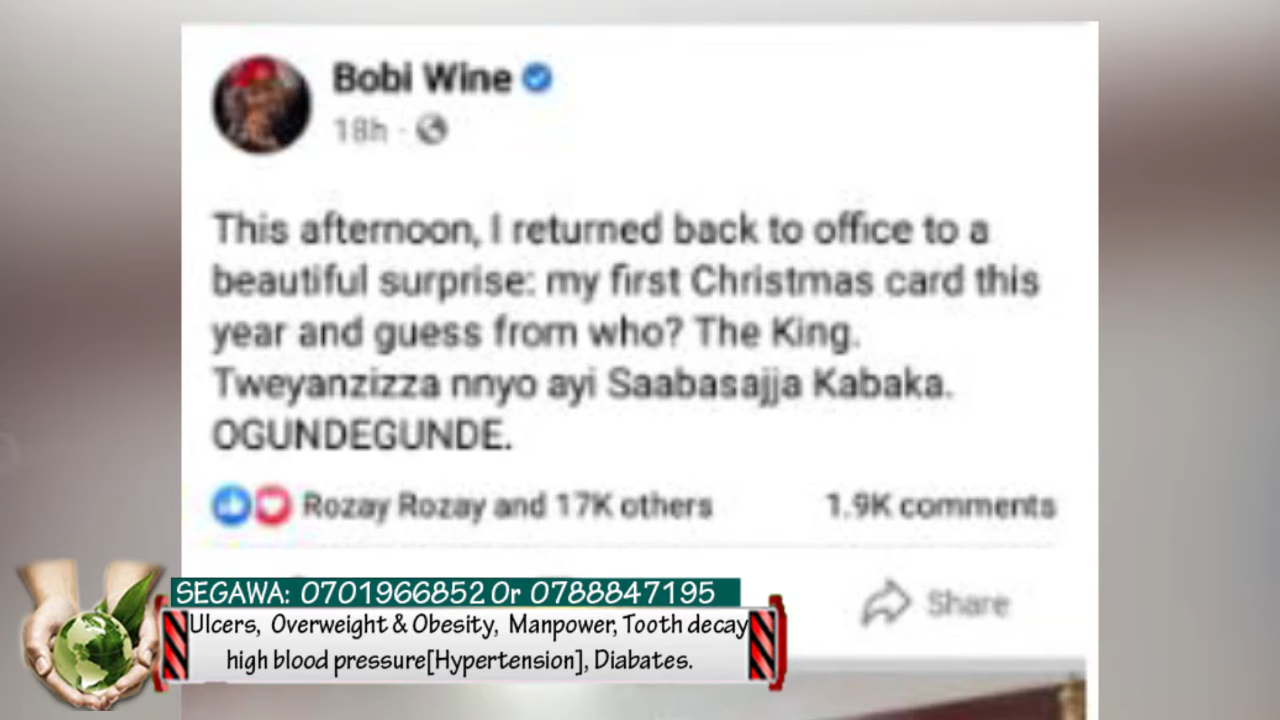 Bobi Wine
18h ·
This afternoon, I returned back to office to a
beautiful surprise: my first Christmas card this
year and guess from who? The King.
Tweyanzizza nnyo ayi Saabasajja Kabaka.
OGUNDEGUNDE.
Rozay Rozay and 17K others 1.9K comments
Share
SEGAWA: 0701966852 Or 0788847195
Ulcers, Overweight & Obesity, Manpower, Tooth decay
high blood pressure[Hypertension], Diabates.